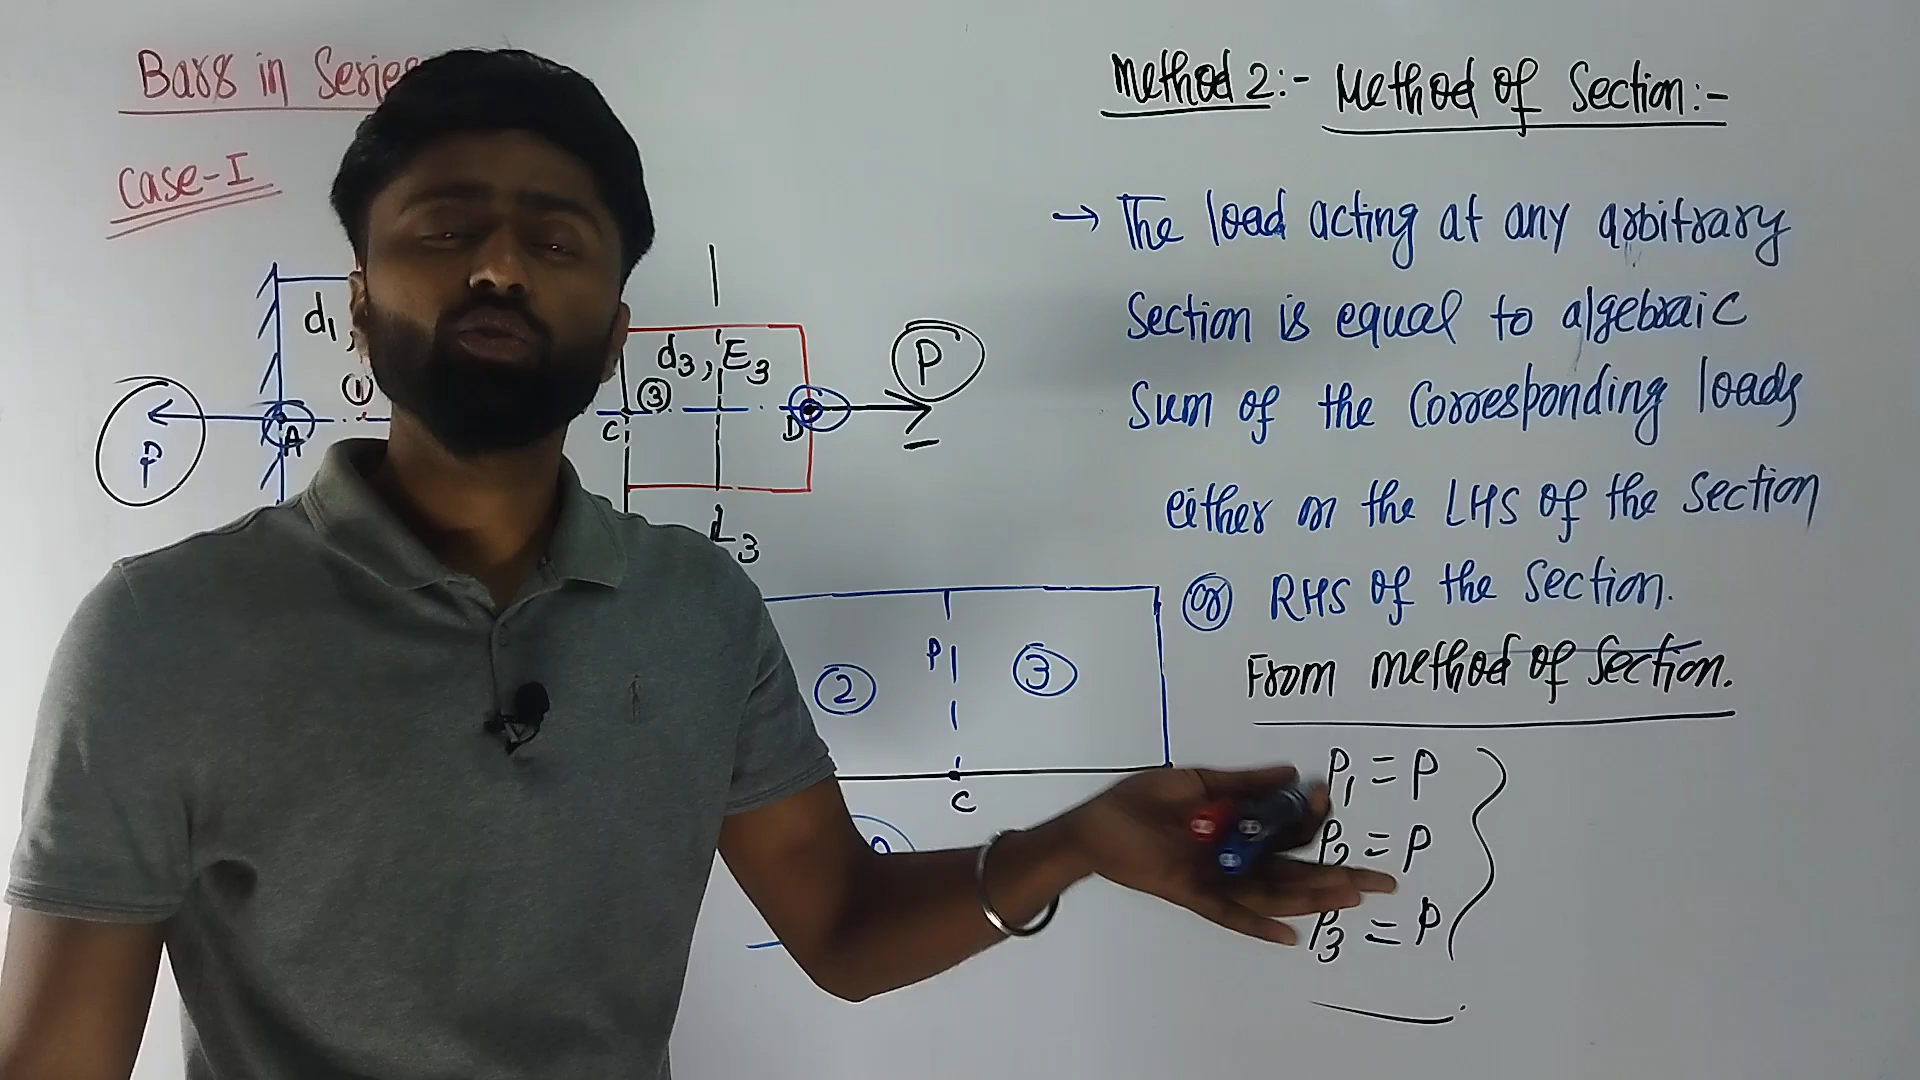 Bars in Series
Case-I
d1,
①
P
A
C
③
d3, E3
D
P
L3
②
P
③
C
Method 2:- Method of Section:-
→ The load acting at any arbitrary
Section is equal to algebraic
Sum of the Corresponding loads
either on the LHS of the Section
or RHS of the Section.
From method of Section.
P1 = P
P2 = P
P3 = P